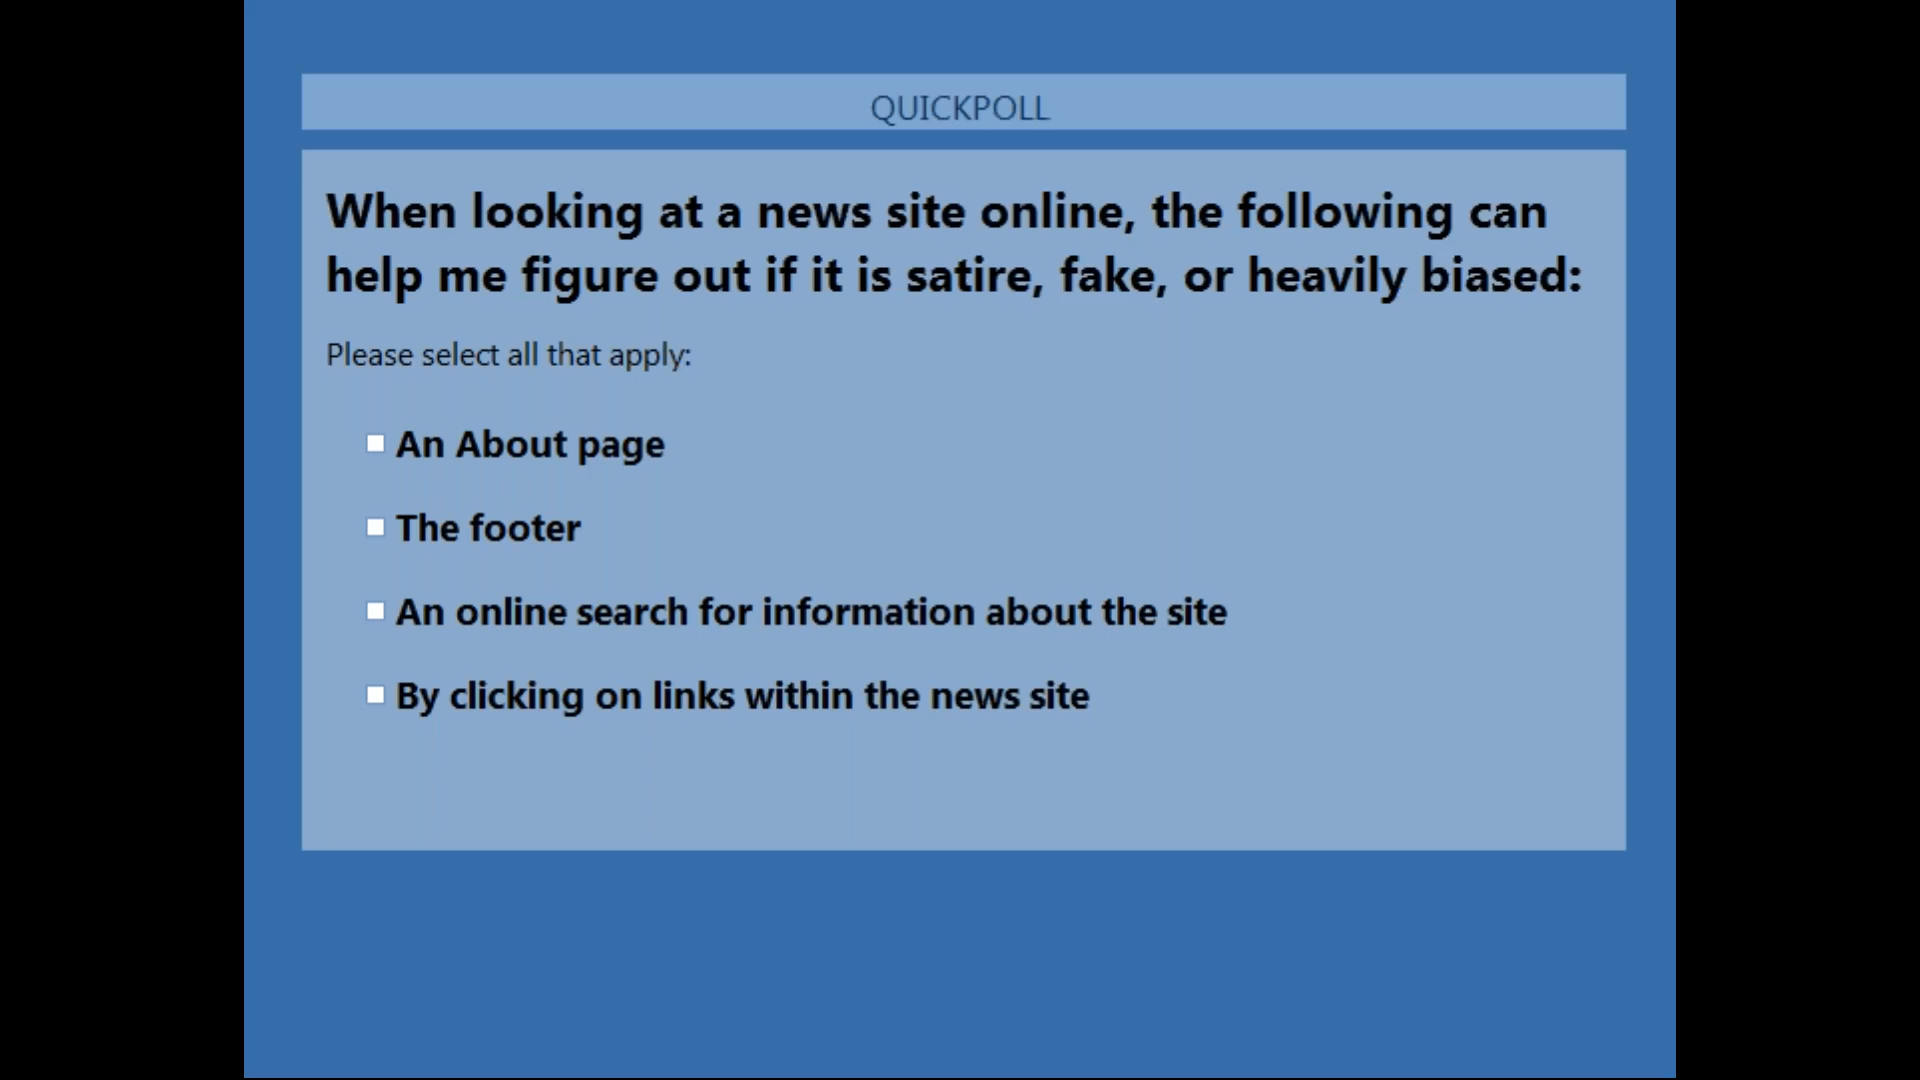 QUICKPOLL
When looking at a news site online, the following can
help me figure out if it is satire, fake, or heavily biased:
Please select all that apply:
An About page
The footer
An online search for information about the site
By clicking on links within the news site